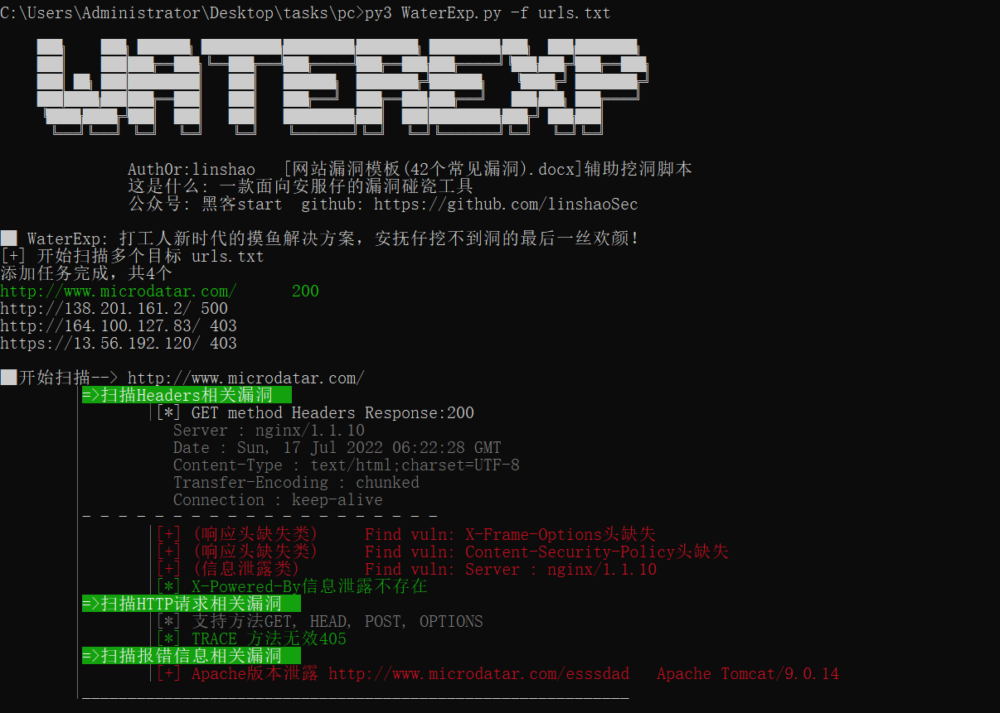 C:\Users\Administrator\Desktop\tasks\pc>py3 WaterExp.py -f urls.txt
WATEREXP
AuthOr:linshao [网站漏洞模板(42个常见漏洞).docx]辅助挖洞脚本
这是什么: 一款面向安服仔的漏洞碰瓷工具
公众号: 黑客start github: https://github.com/linshaoSec
WaterExp: 打工人新时代的摸鱼解决方案，安抚仔挖不到洞的最后一丝欢颜！
[+] 开始扫描多个目标 urls.txt
添加任务完成，共4个
http://www.microdatar.com/ 200
http://138.201.161.2/ 500
http://164.100.127.83/ 403
https://13.56.192.120/ 403
开始扫描--> http://www.microdatar.com/
=>扫描Headers相关漏洞
[*] GET method Headers Response:200
Server : nginx/1.1.10
Date : Sun, 17 Jul 2022 06:22:28 GMT
Content-Type : text/html;charset=UTF-8
Transfer-Encoding : chunked
Connection : keep-alive
- - - - - - - - - - - - - - - - - - - -
[+] (响应头缺失类) Find vuln: X-Frame-Options头缺失
[+] (响应头缺失类) Find vuln: Content-Security-Policy头缺失
[+] (信息泄露类) Find vuln: Server : nginx/1.1.10
[*] X-Powered-By信息泄露不存在
=>扫描HTTP请求相关漏洞
[*] 支持方法GET, HEAD, POST, OPTIONS
[*] TRACE 方法无效405
=>扫描报错信息相关漏洞
[+] Apache版本泄露 http://www.microdatar.com/esssdad Apache Tomcat/9.0.14